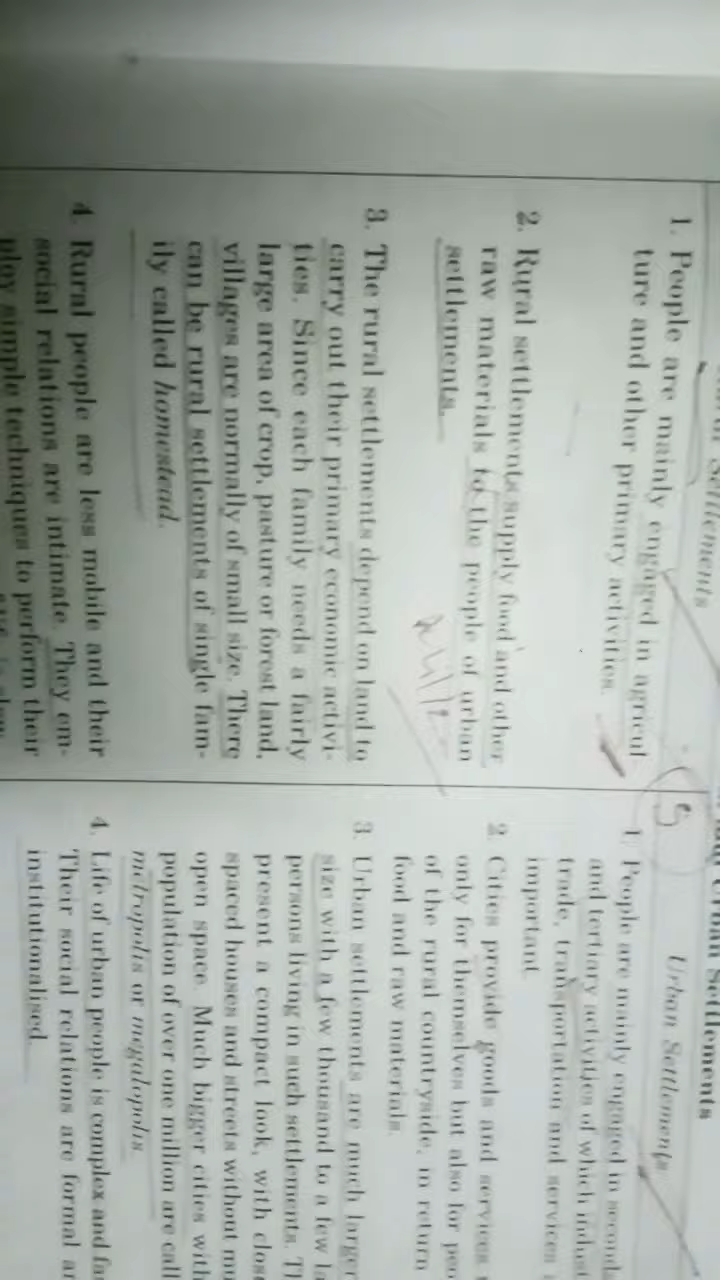 Settlements
1. People are mainly engaged in agricul
ture and other primary activities.
2. Rural settlements supply food and other
raw materials to the people of urban
settlements.
3. The rural settlements depend on land to
carry out their primary economic activi-
ties. Since each family needs a fairly
large area of crop, pasture or forest land,
villages are normally of small size. There
can be rural settlements of single fam-
ily called homestead.
4. Rural people are less mobile and their
social relations are intimate. They em-
ploy simple techniques to perform their
Urban Settlements
Urban Settlements
5
1. People are mainly engaged in second
and tertiary activities of which indust
trade, transportation and services
important.
2. Cities provide goods and services
only for themselves but also for peo
of the rural countryside, in return
food and raw materials.
3. Urban settlements are much larger
size with a few thousand to a few la
persons living in such settlements. Th
present a compact look, with close
spaced houses and streets without mu
open space. Much bigger cities with
population of over one million are call
metropolis or megalopolis.
4. Life of urban people is complex and fa
Their social relations are formal an
institutionalised.